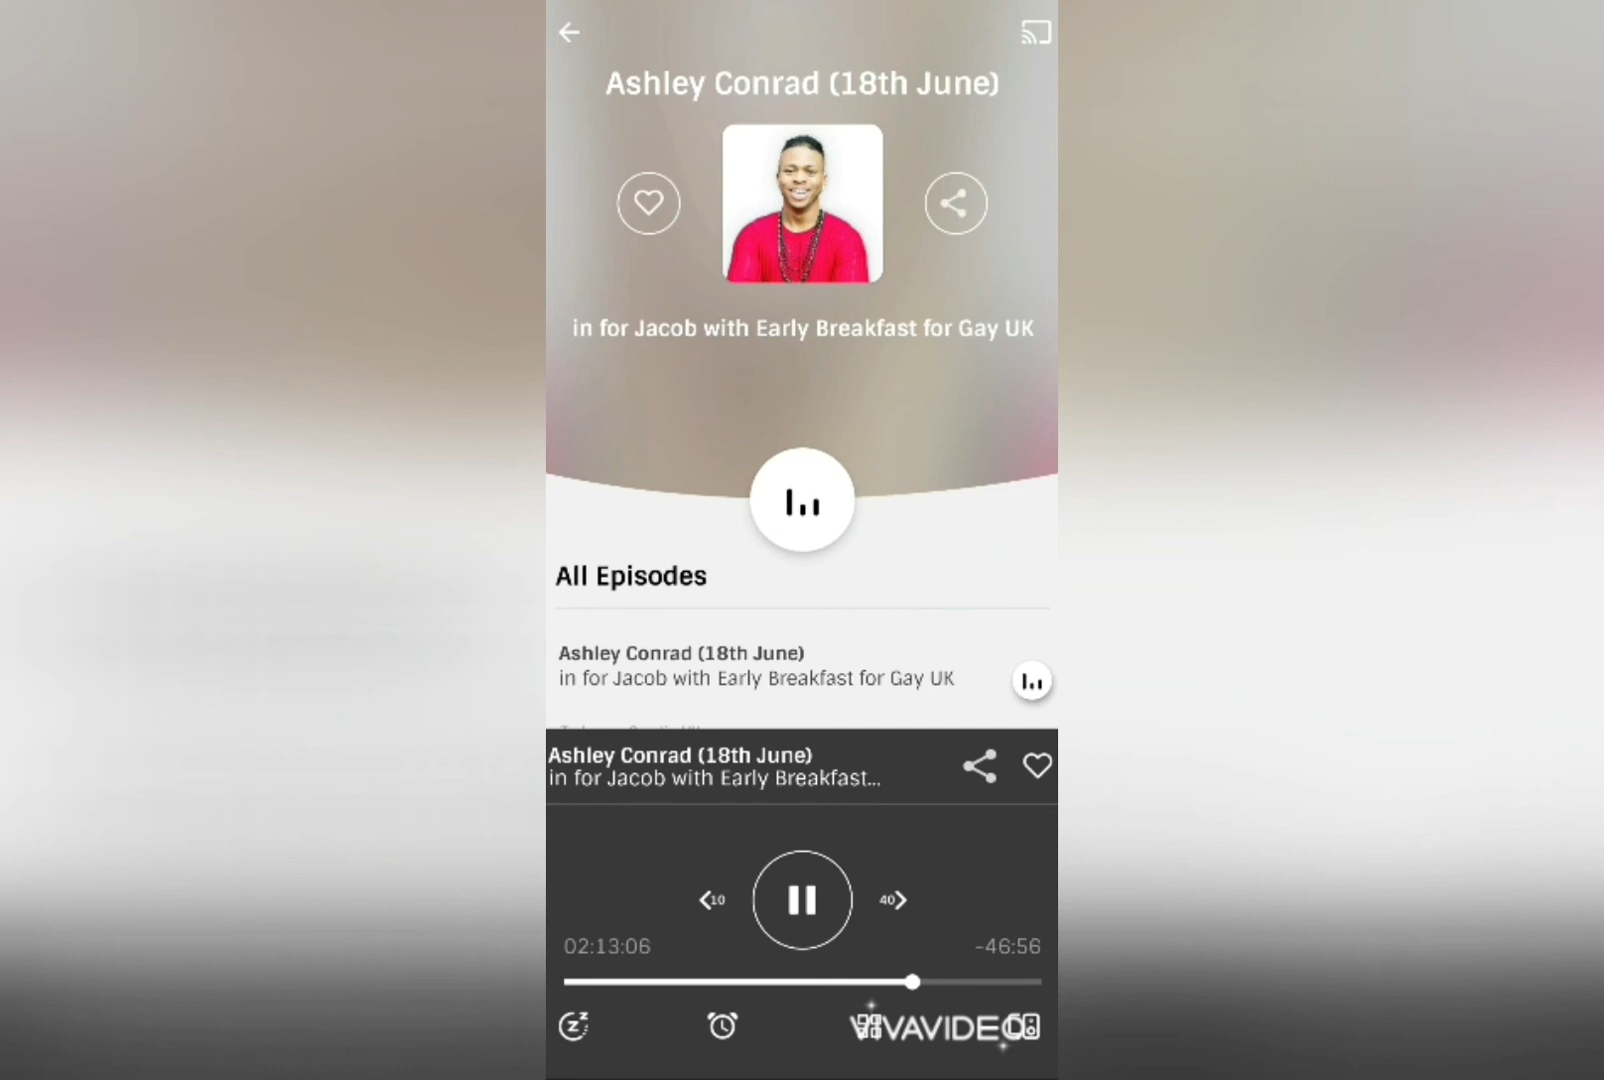 Ashley Conrad (18th June)
in for Jacob with Early Breakfast for Gay UK
All Episodes
Ashley Conrad (18th June)
in for Jacob with Early Breakfast for Gay UK
Ashley Conrad (18th June)
in for Jacob with Early Breakfast...
10
40
02:13:06
-46:56
VIVAVIDEO